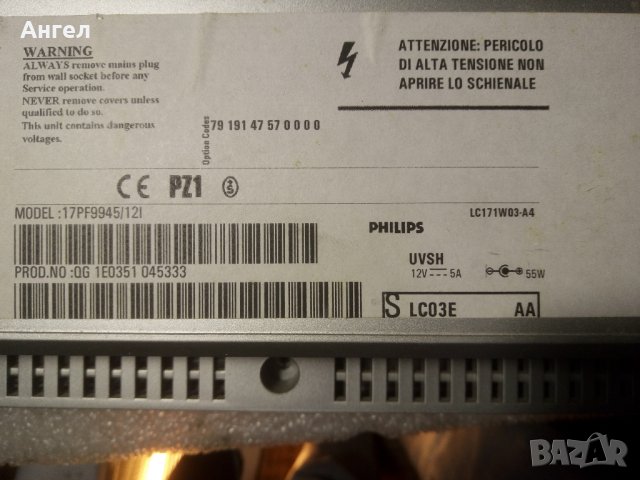 Ангел
WARNING
ALWAYS remove mains plug
from wall socket before any
Service operation.
NEVER remove covers unless
qualified to do so.
This unit contains dangerous
voltages.
ATTENZIONE: PERICOLO
DI ALTA TENSIONE NON
APRIRE LO SCHIENALE
Option Codes
79 191 47 57 0 0 0 0
CE PZ1
MODEL :17PF9945/12I
LC171W03-A4
PHILIPS
PROD.NO :QG 1E0351 045333
UVSH
12V 5A
55W
S LC03E AA
BAZAR